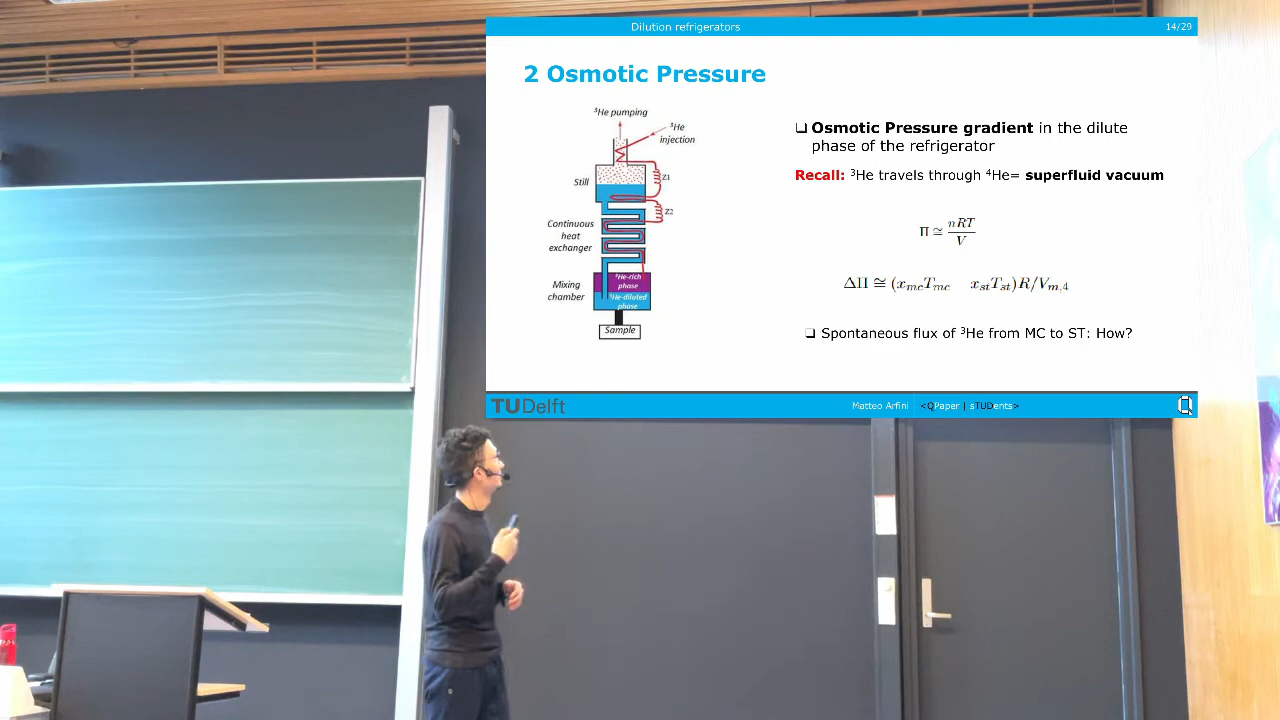 Dilution refrigerators
14/29
2 Osmotic Pressure
³He pumping
³He
injection
Still
Z1
Z2
Continuous
heat
exchanger
Mixing
chamber
³He-rich
phase
³He-diluted
phase
Sample
❑ Osmotic Pressure gradient in the dilute
phase of the refrigerator
Recall: ³He travels through ⁴He= superfluid vacuum
Π ≅ nRT/V
ΔΠ ≅ (x_mc T_mc x_st T_st)R/V_m,4
❑ Spontaneous flux of ³He from MC to ST: How?
TUDelft
Matteo Arfini
<QPaper | sTUDents>